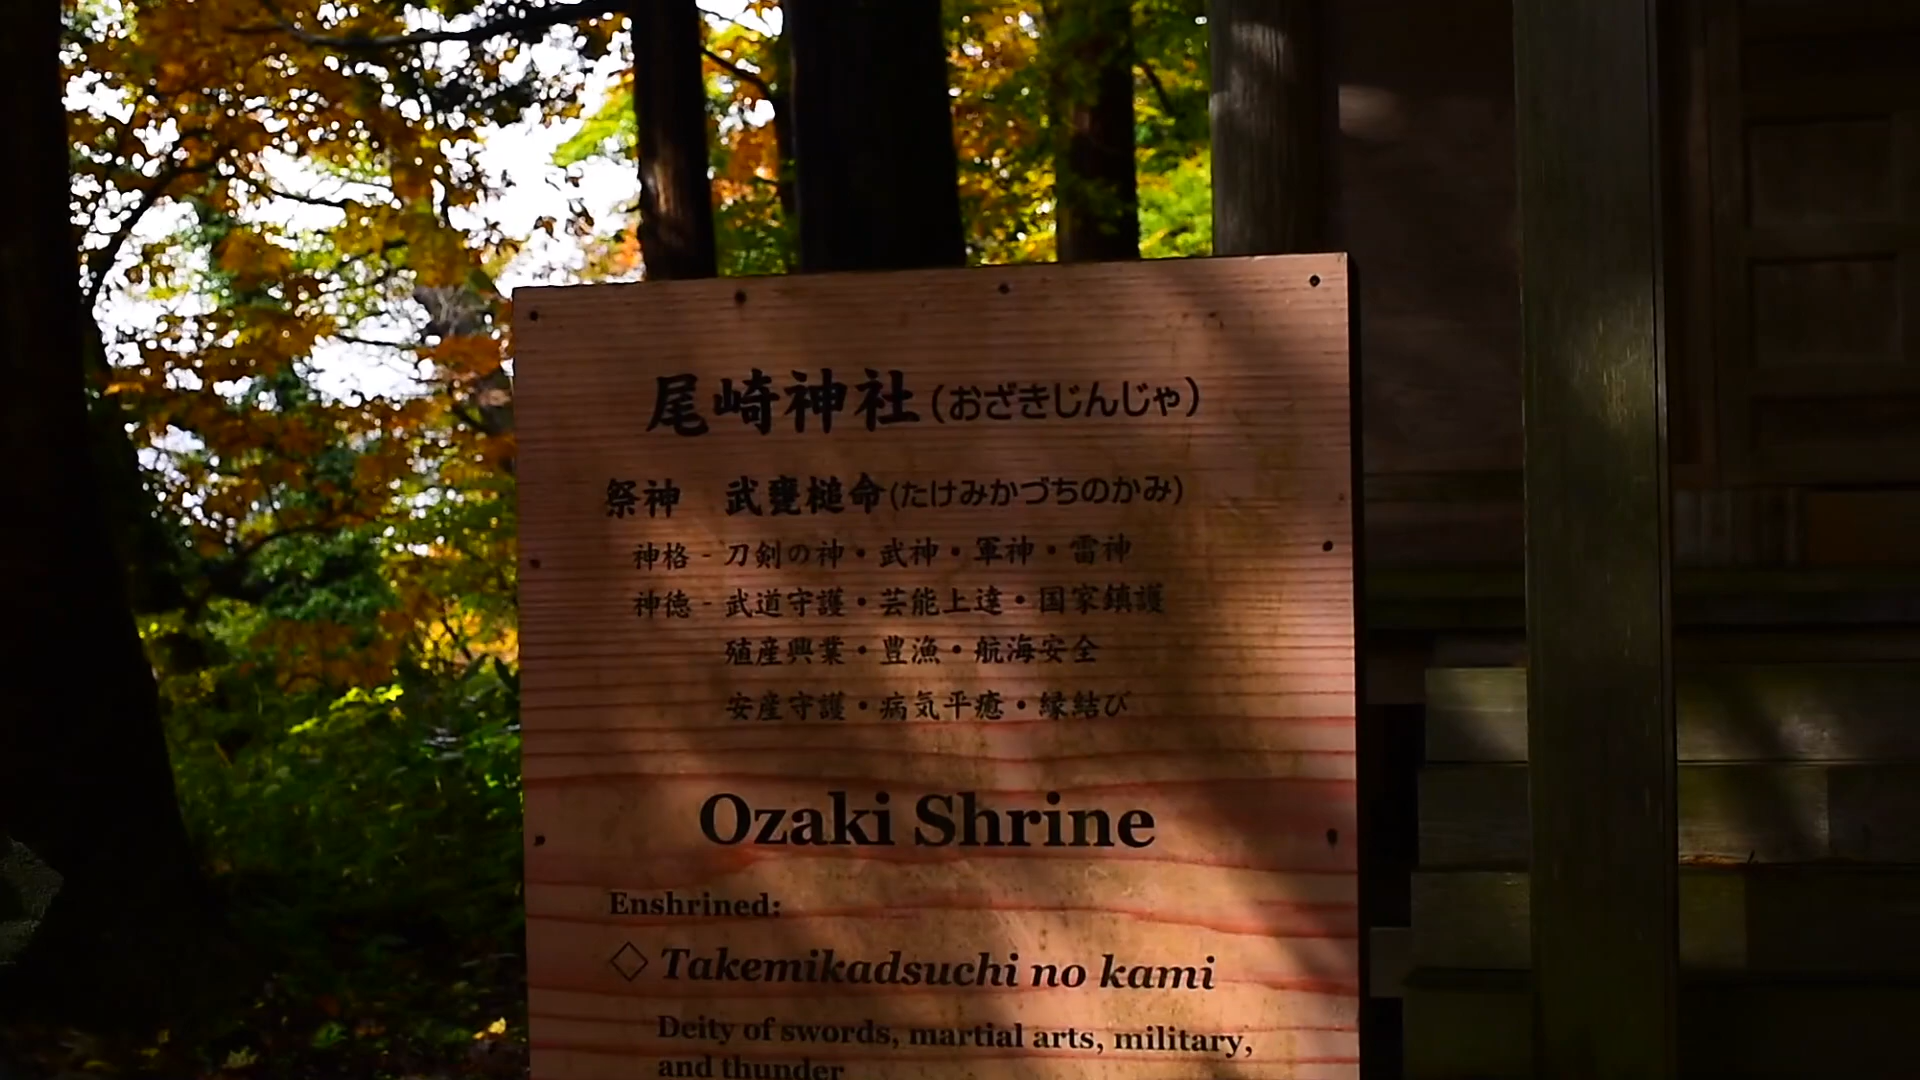 尾崎神社(おざきじんじゃ)
祭神 武甕槌命(たけみかづちのかみ)
神格 - 刀剣の神・武神・軍神・雷神
神徳 - 武道守護・芸能上達・国家鎮護
殖産興業・豊漁・航海安全
安産守護・病気平癒・縁結び
Ozaki Shrine
Enshrined:
◇ Takemikadsuchi no kami
Deity of swords, martial arts, military,
and thunder